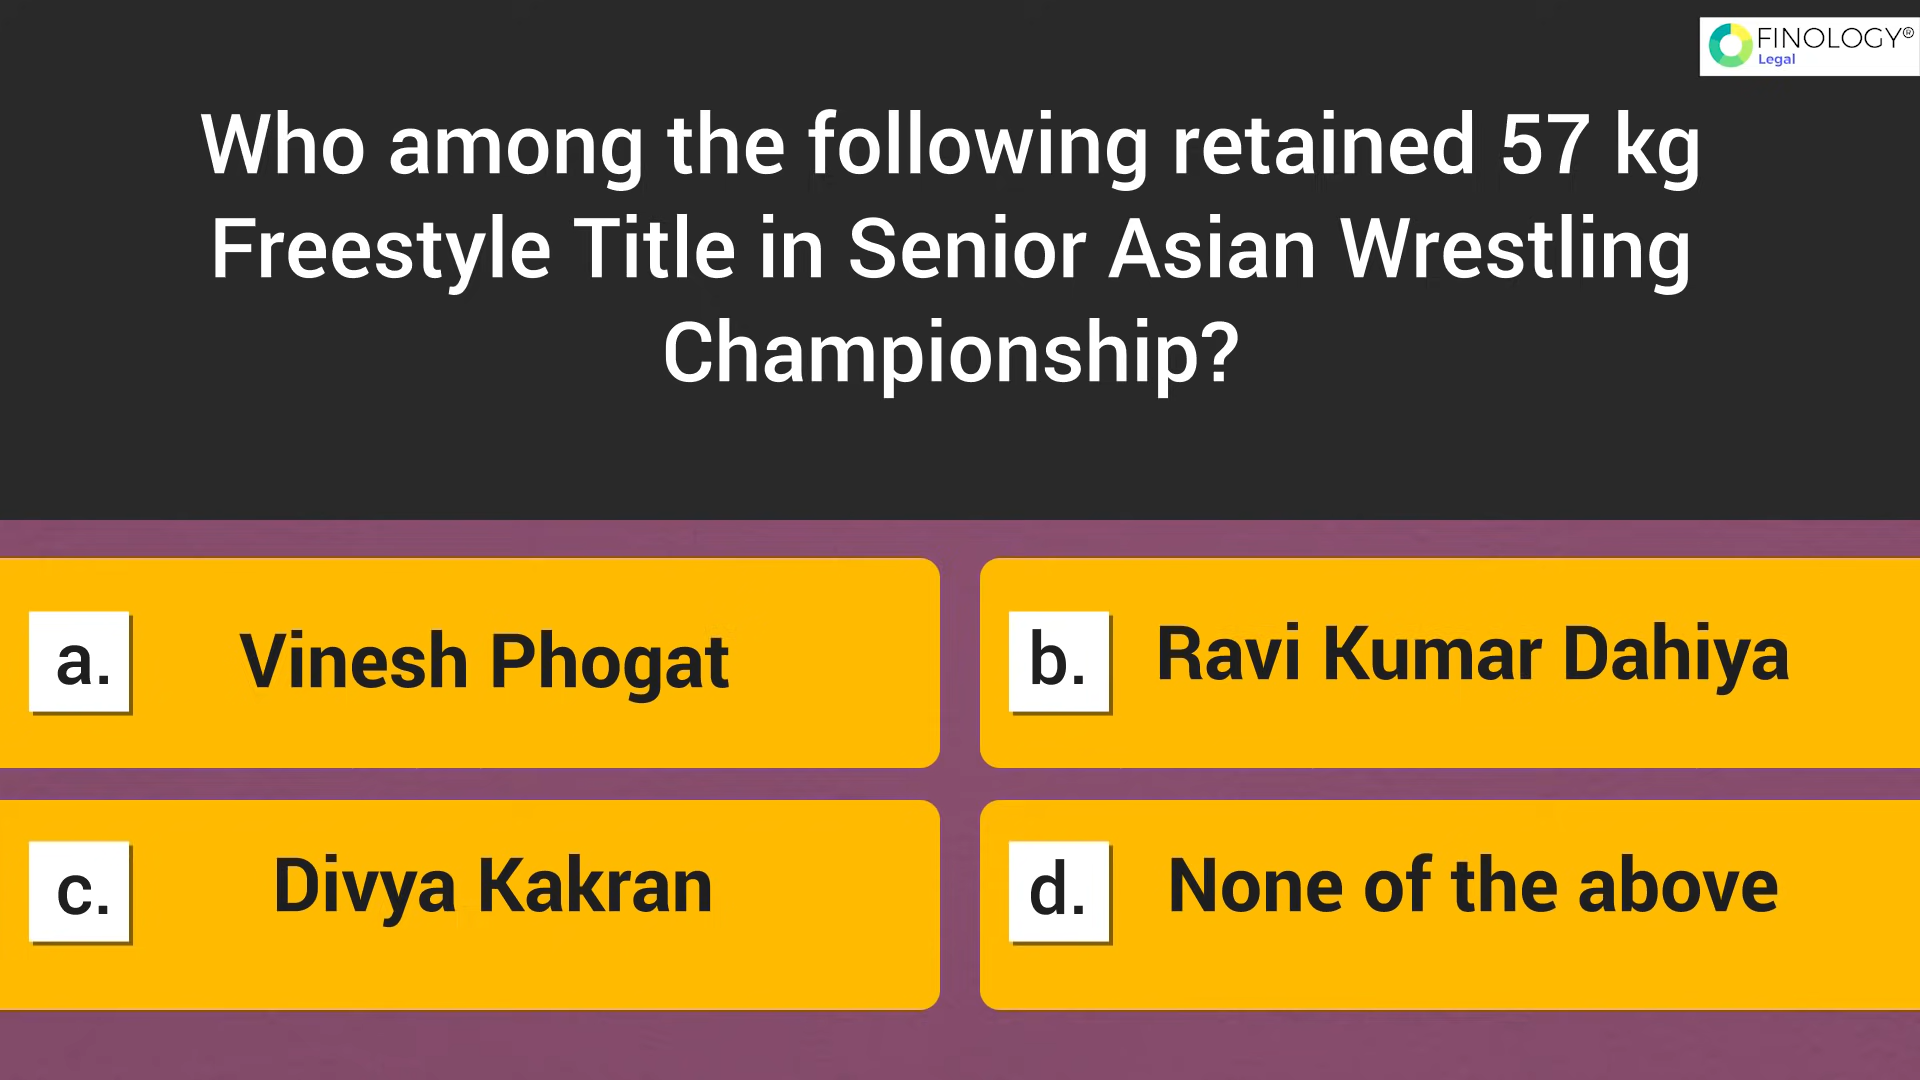 FINOLOGY®
Legal
Who among the following retained 57 kg
Freestyle Title in Senior Asian Wrestling
Championship?
a. Vinesh Phogat
b. Ravi Kumar Dahiya
c. Divya Kakran
d. None of the above